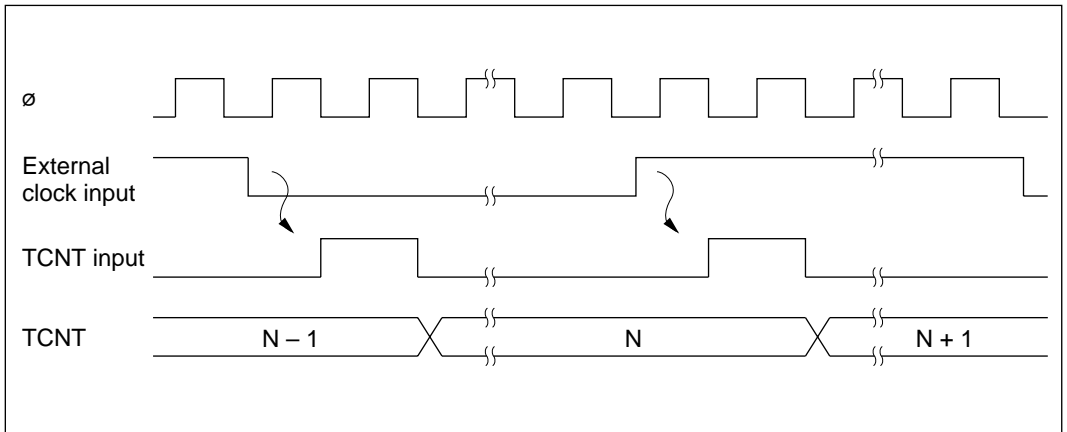 ø
External
clock input
TCNT input
TCNT
N – 1
N
N + 1